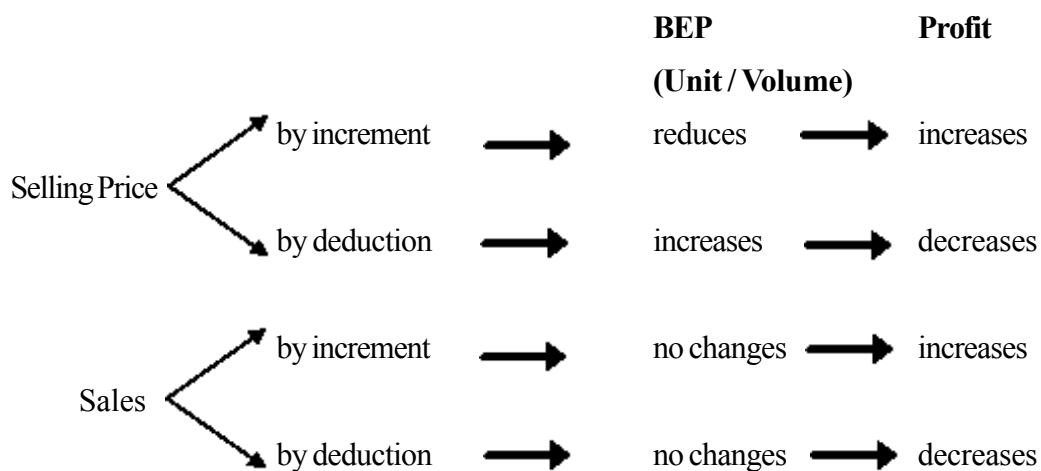 BEP Profit
(Unit / Volume)
by increment reduces increases
Selling Price
by deduction increases decreases
by increment no changes increases
Sales
by deduction no changes decreases